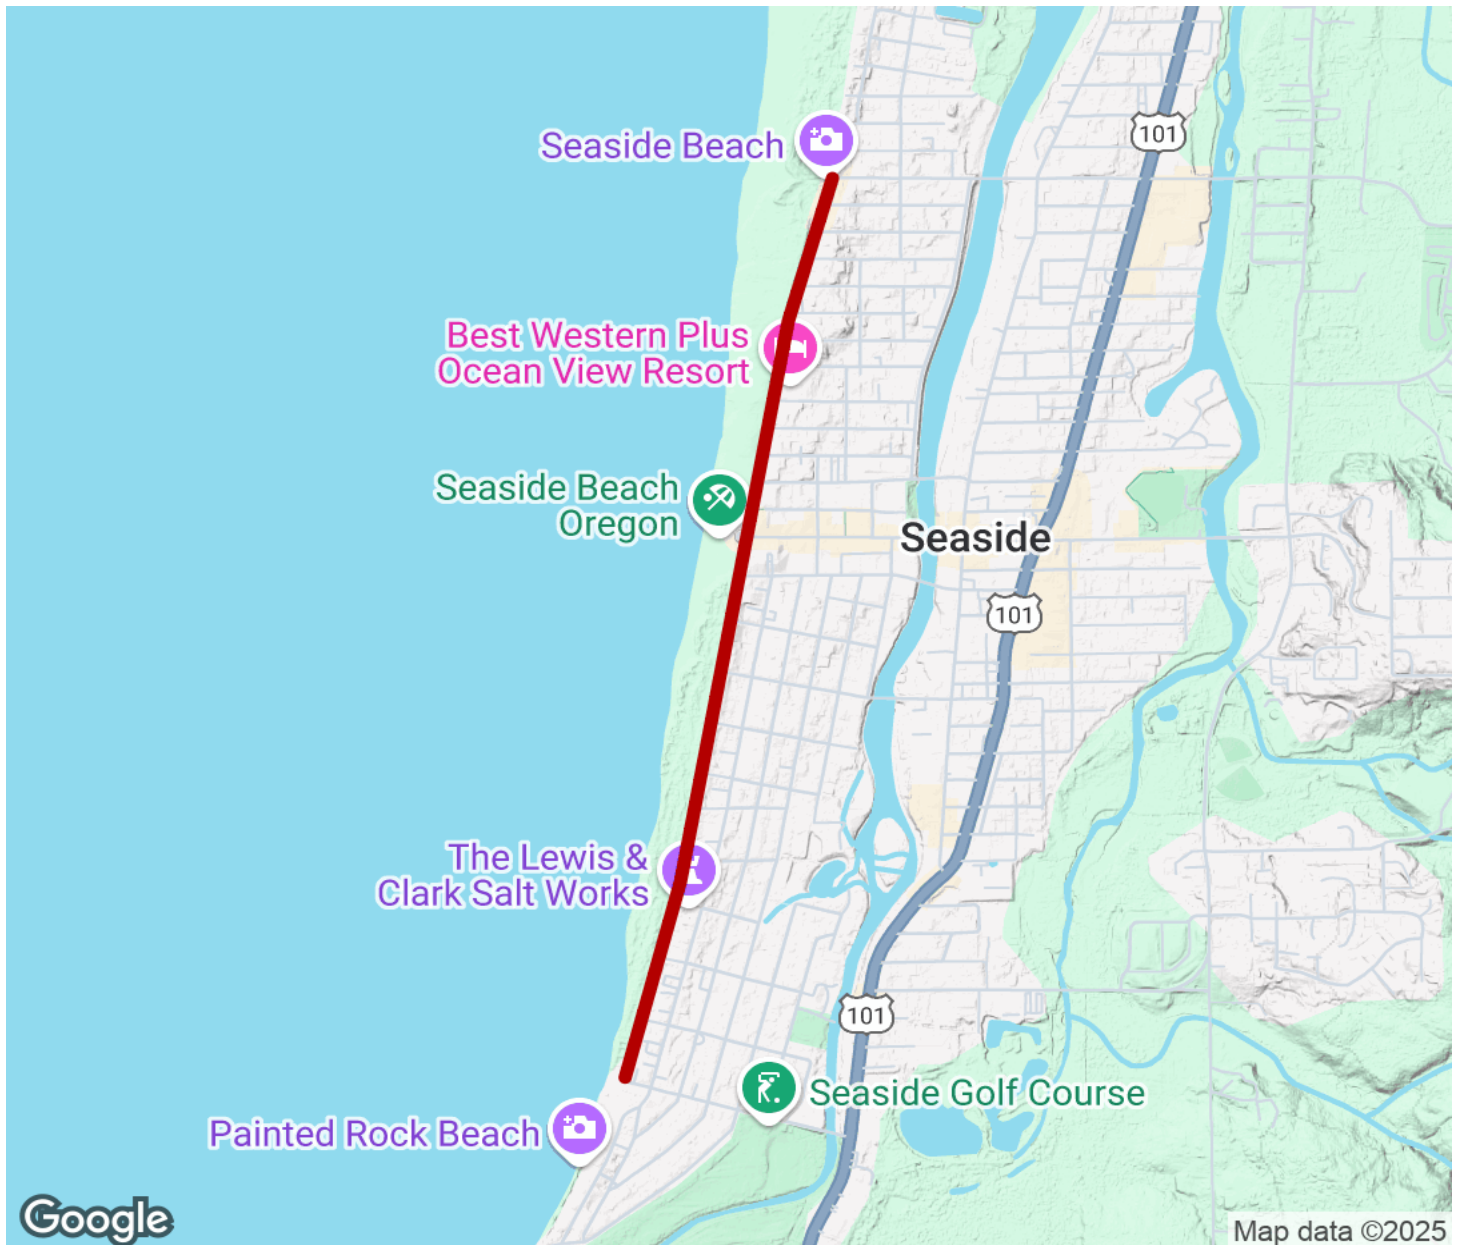 101
Seaside Beach
Best Western Plus
Ocean View Resort
Seaside Beach
Oregon
Seaside
101
The Lewis &
Clark Salt Works
101
Seaside Golf Course
Painted Rock Beach
Google
Map data ©2025